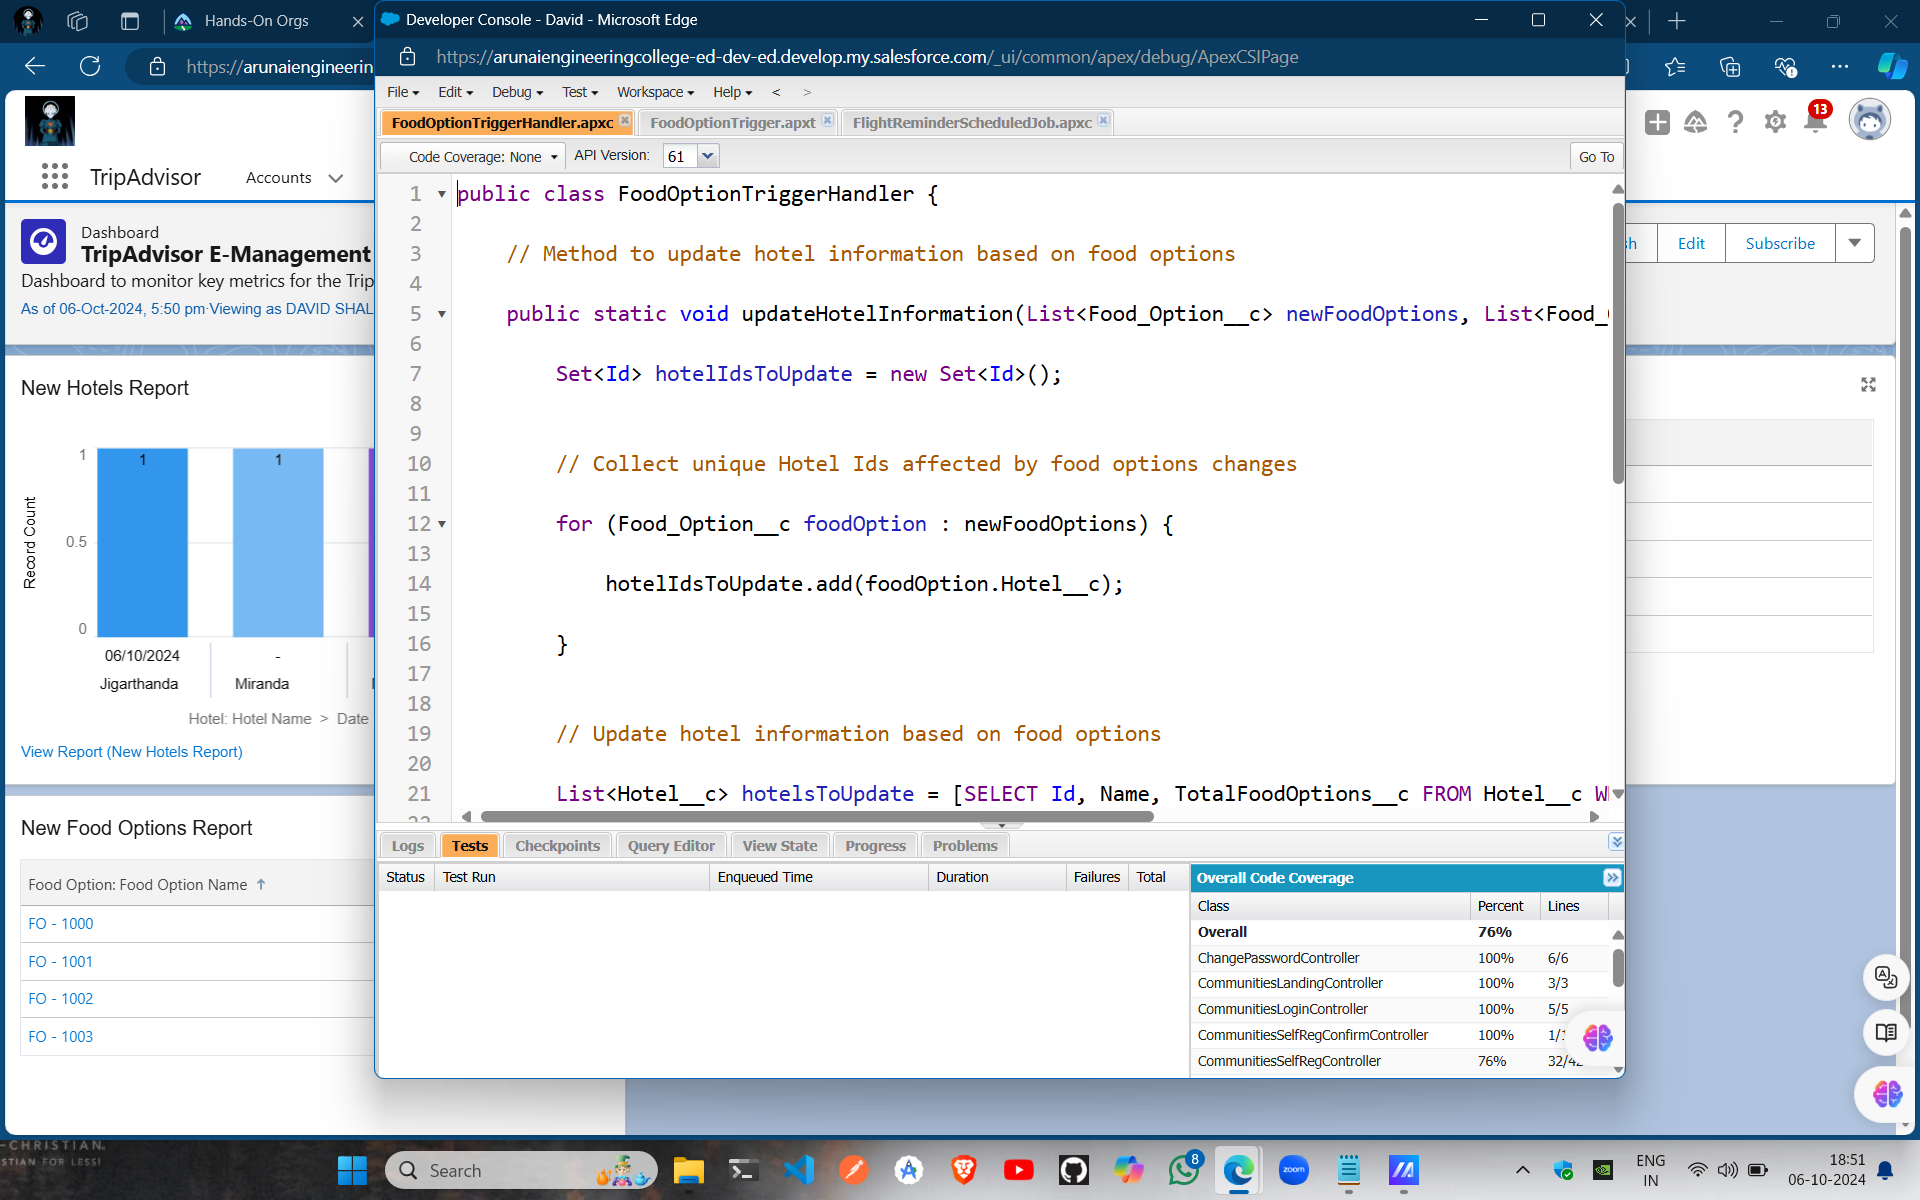 Hands-On Orgs
Developer Console - David - Microsoft Edge
https://arunaiengineerin
https://arunaiengineeringcollege-ed-dev-ed.develop.my.salesforce.com/_ui/common/apex/debug/ApexCSIPage
File Edit Debug Test Workspace Help < >
FoodOptionTriggerHandler.apxc FoodOptionTrigger.apxt FlightReminderScheduledJob.apxc
Code Coverage: None API Version: 61 Go To
13
TripAdvisor Accounts
Dashboard
TripAdvisor E-Management
Dashboard to monitor key metrics for the Trip
As of 06-Oct-2024, 5:50 pm·Viewing as DAVID SHAL
sh Edit Subscribe
New Hotels Report
Record Count
1
0.5
0
1 1
06/10/2024 -
Jigarthanda Miranda
Hotel: Hotel Name > Date
View Report (New Hotels Report)
New Food Options Report
Food Option: Food Option Name ↑
FO - 1000
FO - 1001
FO - 1002
FO - 1003
1 public class FoodOptionTriggerHandler {
2
3 // Method to update hotel information based on food options
4
5 public static void updateHotelInformation(List<Food_Option__c> newFoodOptions, List<Food_
6
7 Set<Id> hotelIdsToUpdate = new Set<Id>();
8
9
10 // Collect unique Hotel Ids affected by food options changes
11
12 for (Food_Option__c foodOption : newFoodOptions) {
13
14 hotelIdsToUpdate.add(foodOption.Hotel__c);
15
16 }
17
18
19 // Update hotel information based on food options
20
21 List<Hotel__c> hotelsToUpdate = [SELECT Id, Name, TotalFoodOptions__c FROM Hotel__c W
22
Logs Tests Checkpoints Query Editor View State Progress Problems
Status Test Run Enqueued Time Duration Failures Total
Overall Code Coverage
Class Percent Lines
Overall 76%
ChangePasswordController 100% 6/6
CommunitiesLandingController 100% 3/3
CommunitiesLoginController 100% 5/5
CommunitiesSelfRegConfirmController 100% 1/1
CommunitiesSelfRegController 76% 32/42
-CHRISTIAN.
STIAN FOR LESS!
Search
8
zoom
ENG
IN
18:51
06-10-2024